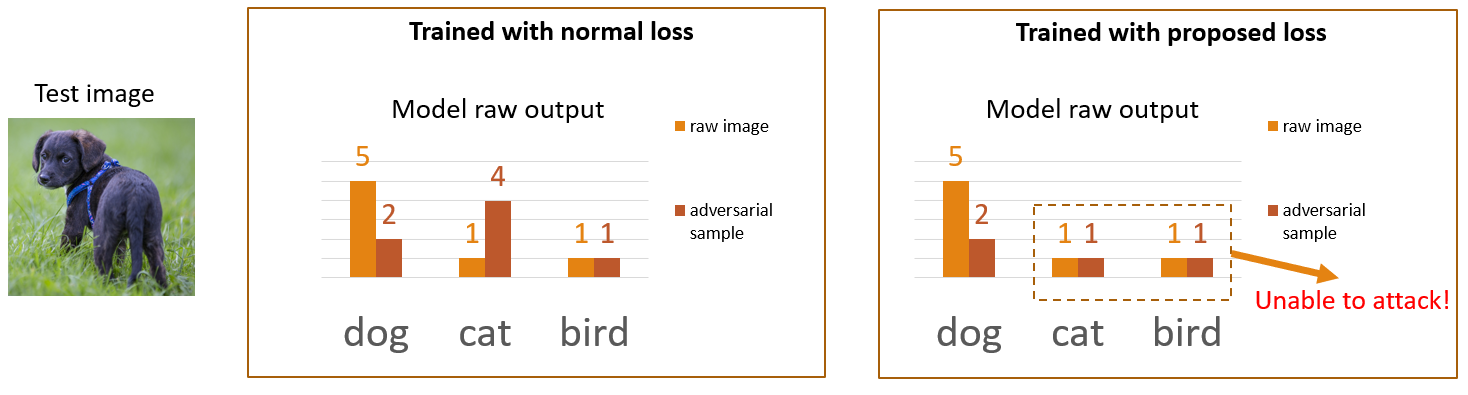 Test image
Trained with normal loss
Model raw output
raw image
adversarial
sample
5
2
1
4
1
1
dog
cat
bird
Trained with proposed loss
Model raw output
raw image
adversarial
sample
5
2
1
1
1
1
Unable to attack!
dog
cat
bird